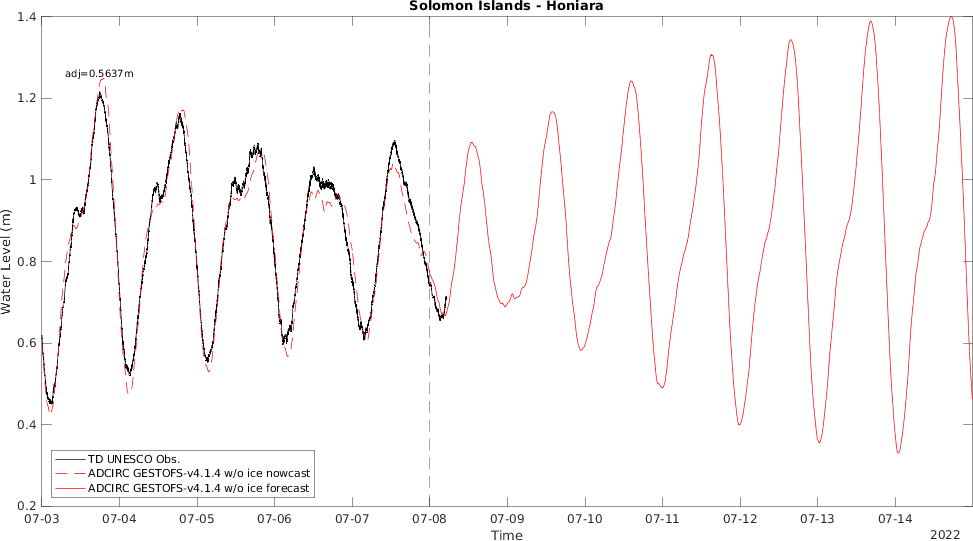 Solomon Islands - Honiara
1.4
1.2
1
0.8
0.6
0.4
0.2
Water Level (m)
adj=0.5637m
TD UNESCO Obs.
ADCIRC GESTOFS-v4.1.4 w/o ice nowcast
ADCIRC GESTOFS-v4.1.4 w/o ice forecast
07-03 07-04 07-05 07-06 07-07 07-08 07-09 07-10 07-11 07-12 07-13 07-14
Time
2022